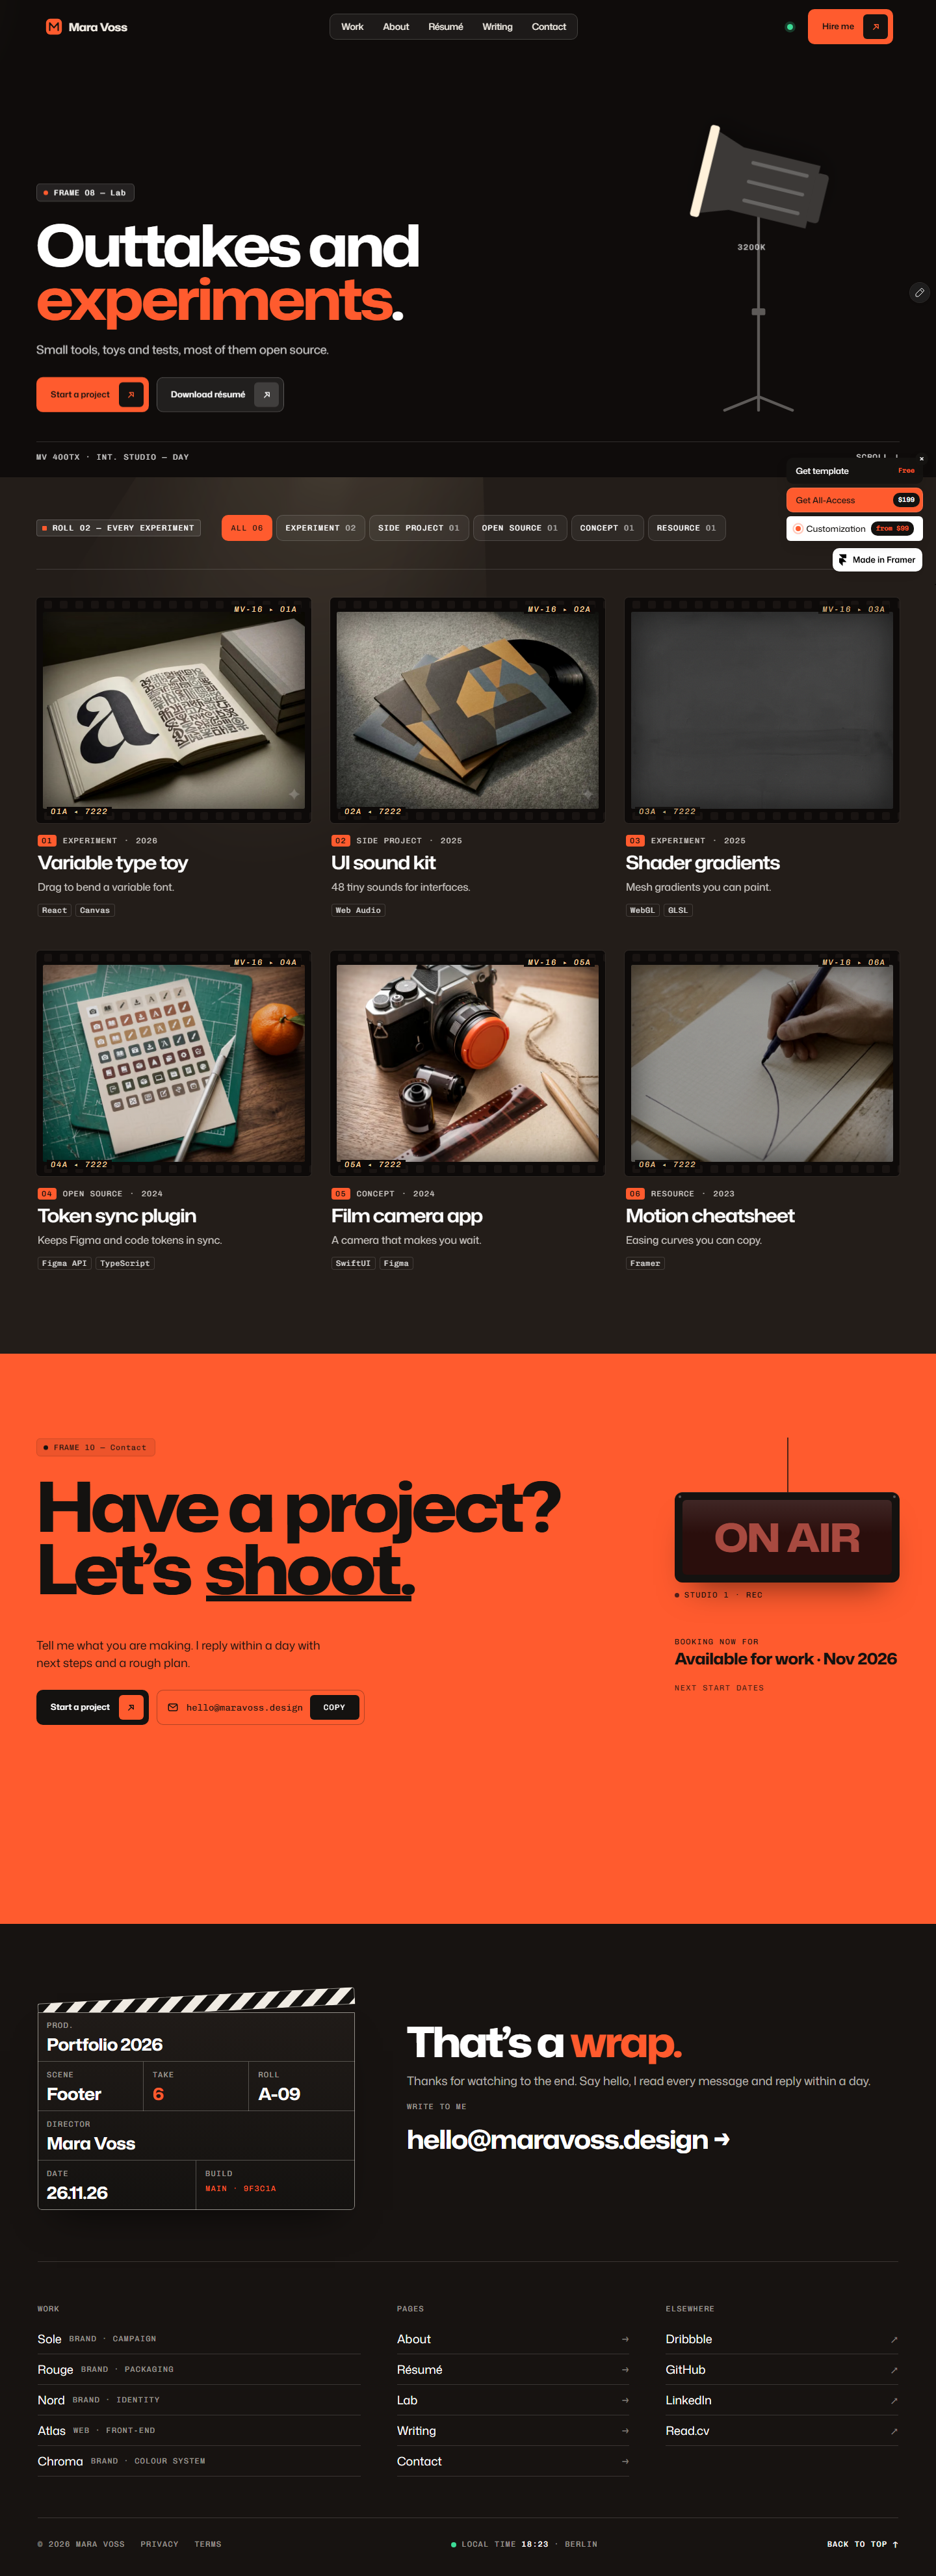 Mara Voss
Work About Résumé Writing Contact
Hire me
FRAME 08 — Lab
Outtakes and
experiments.
3200K
Small tools, toys and tests, most of them open source.
Start a project
Download résumé
MV 400TX · INT. STUDIO — DAY
Get template Free
Get All-Access $199
Customization from $99
Made in Framer
ROLL 02 — EVERY EXPERIMENT
ALL 06 EXPERIMENT 02 SIDE PROJECT 01 OPEN SOURCE 01 CONCEPT 01 RESOURCE 01
MV-16 ▸ 01A
a
01A ◂ 7222
01 EXPERIMENT · 2026
Variable type toy
Drag to bend a variable font.
React Canvas
MV-16 ▸ 02A
02A ◂ 7222
02 SIDE PROJECT · 2025
UI sound kit
48 tiny sounds for interfaces.
Web Audio
MV-16 ▸ 03A
03A ◂ 7222
03 EXPERIMENT · 2025
Shader gradients
Mesh gradients you can paint.
WebGL GLSL
MV-16 ▸ 04A
04A ◂ 7222
04 OPEN SOURCE · 2024
Token sync plugin
Keeps Figma and code tokens in sync.
Figma API TypeScript
MV-16 ▸ 05A
05A ◂ 7222
05 CONCEPT · 2024
Film camera app
A camera that makes you wait.
SwiftUI Figma
MV-16 ▸ 06A
06A ◂ 7222
06 RESOURCE · 2023
Motion cheatsheet
Easing curves you can copy.
Framer
FRAME 10 — Contact
Have a project?
Let’s shoot.
Tell me what you are making. I reply within a day with
next steps and a rough plan.
Start a project
hello@maravoss.design COPY
ON AIR
STUDIO 1 · REC
BOOKING NOW FOR
Available for work · Nov 2026
NEXT START DATES
PROD.
Portfolio 2026
SCENE TAKE ROLL
Footer 6 A-09
DIRECTOR
Mara Voss
DATE BUILD
26.11.26 MAIN · 9F3C1A
That’s a wrap.
Thanks for watching to the end. Say hello, I read every message and reply within a day.
WRITE TO ME
hello@maravoss.design →
WORK
Sole BRAND · CAMPAIGN
Rouge BRAND · PACKAGING
Nord BRAND · IDENTITY
Atlas WEB · FRONT-END
Chroma BRAND · COLOUR SYSTEM
PAGES
About →
Résumé →
Lab →
Writing →
Contact →
ELSEWHERE
Dribbble ↗
GitHub ↗
LinkedIn ↗
Read.cv ↗
© 2026 MARA VOSS PRIVACY TERMS
LOCAL TIME 18:23 · BERLIN
BACK TO TOP ↑